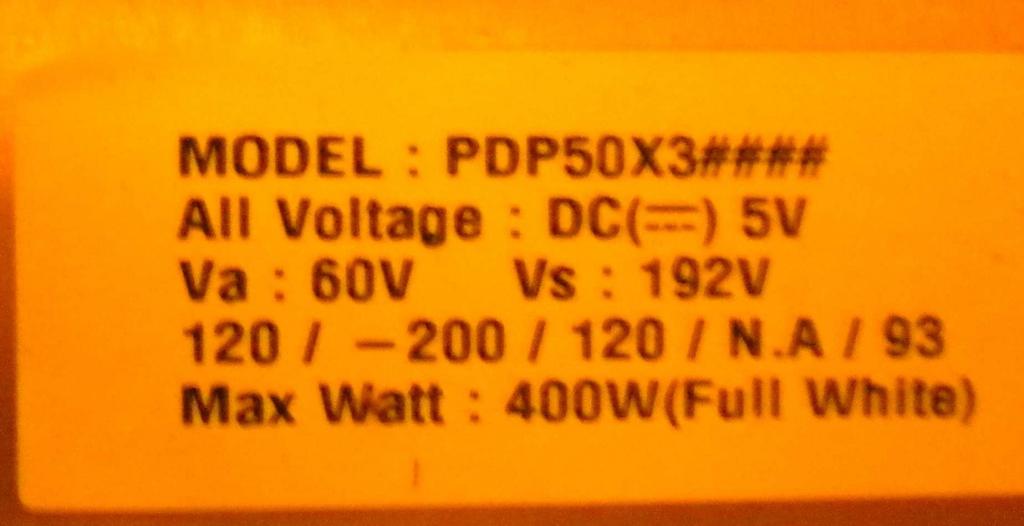 MODEL : PDP50X3####
All Voltage : DC(⎓) 5V
Va : 60V Vs : 192V
120 / -200 / 120 / N.A / 93
Max Watt : 400W(Full White)